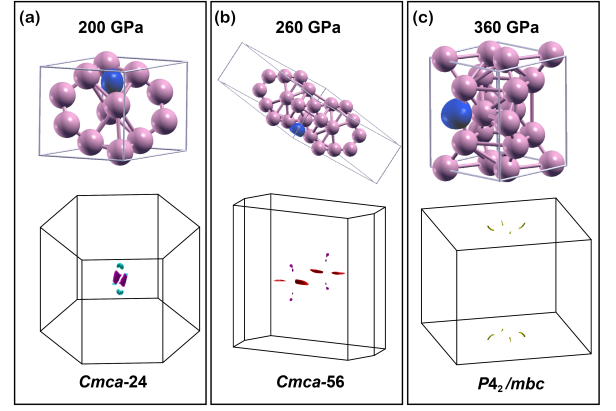 (a) 200 GPa
(b) 260 GPa
(c) 360 GPa
Cmca-24
Cmca-56
P4₂/mbc